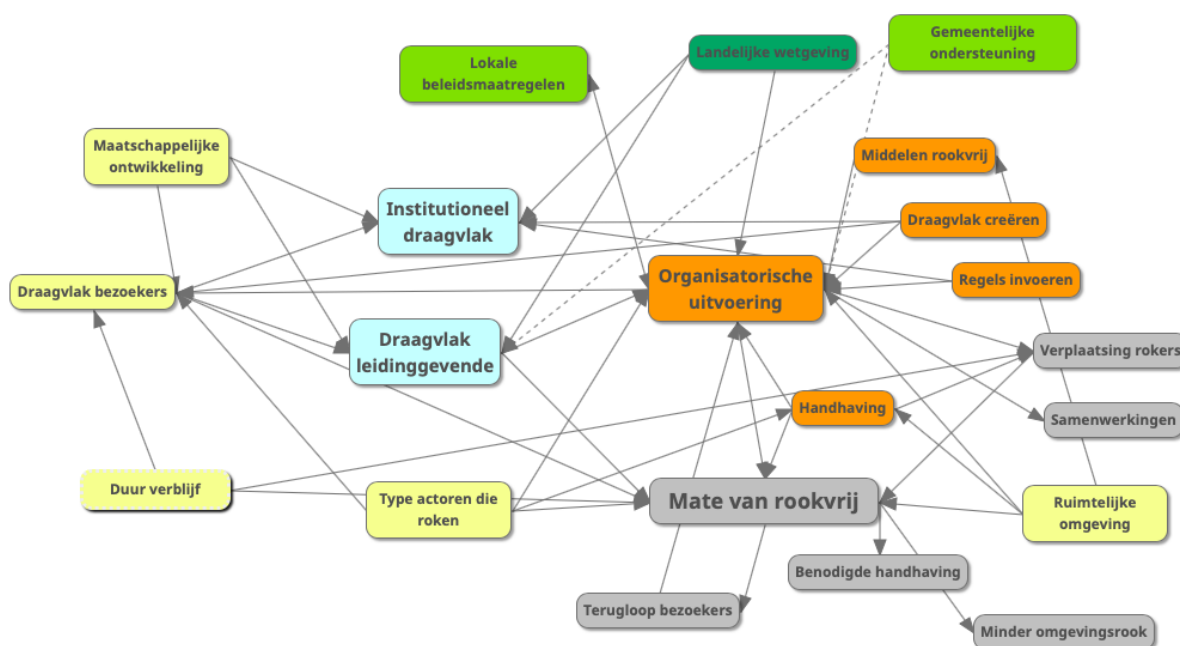 Gemeentelijke
ondersteuning
Lokale
beleidsmaatregelen
Landelijke wetgeving
Maatschappelijke
ontwikkeling
Middelen rookvrij
Institutioneel
draagvlak
Draagvlak creëren
Draagvlak bezoekers
Organisatorische
uitvoering
Regels invoeren
Draagvlak
leidinggevende
Verplaatsing rokers
Handhaving
Samenwerkingen
Duur verblijf
Type actoren die
roken
Mate van rookvrij
Ruimtelijke
omgeving
Benodigde handhaving
Terugloop bezoekers
Minder omgevingsrook